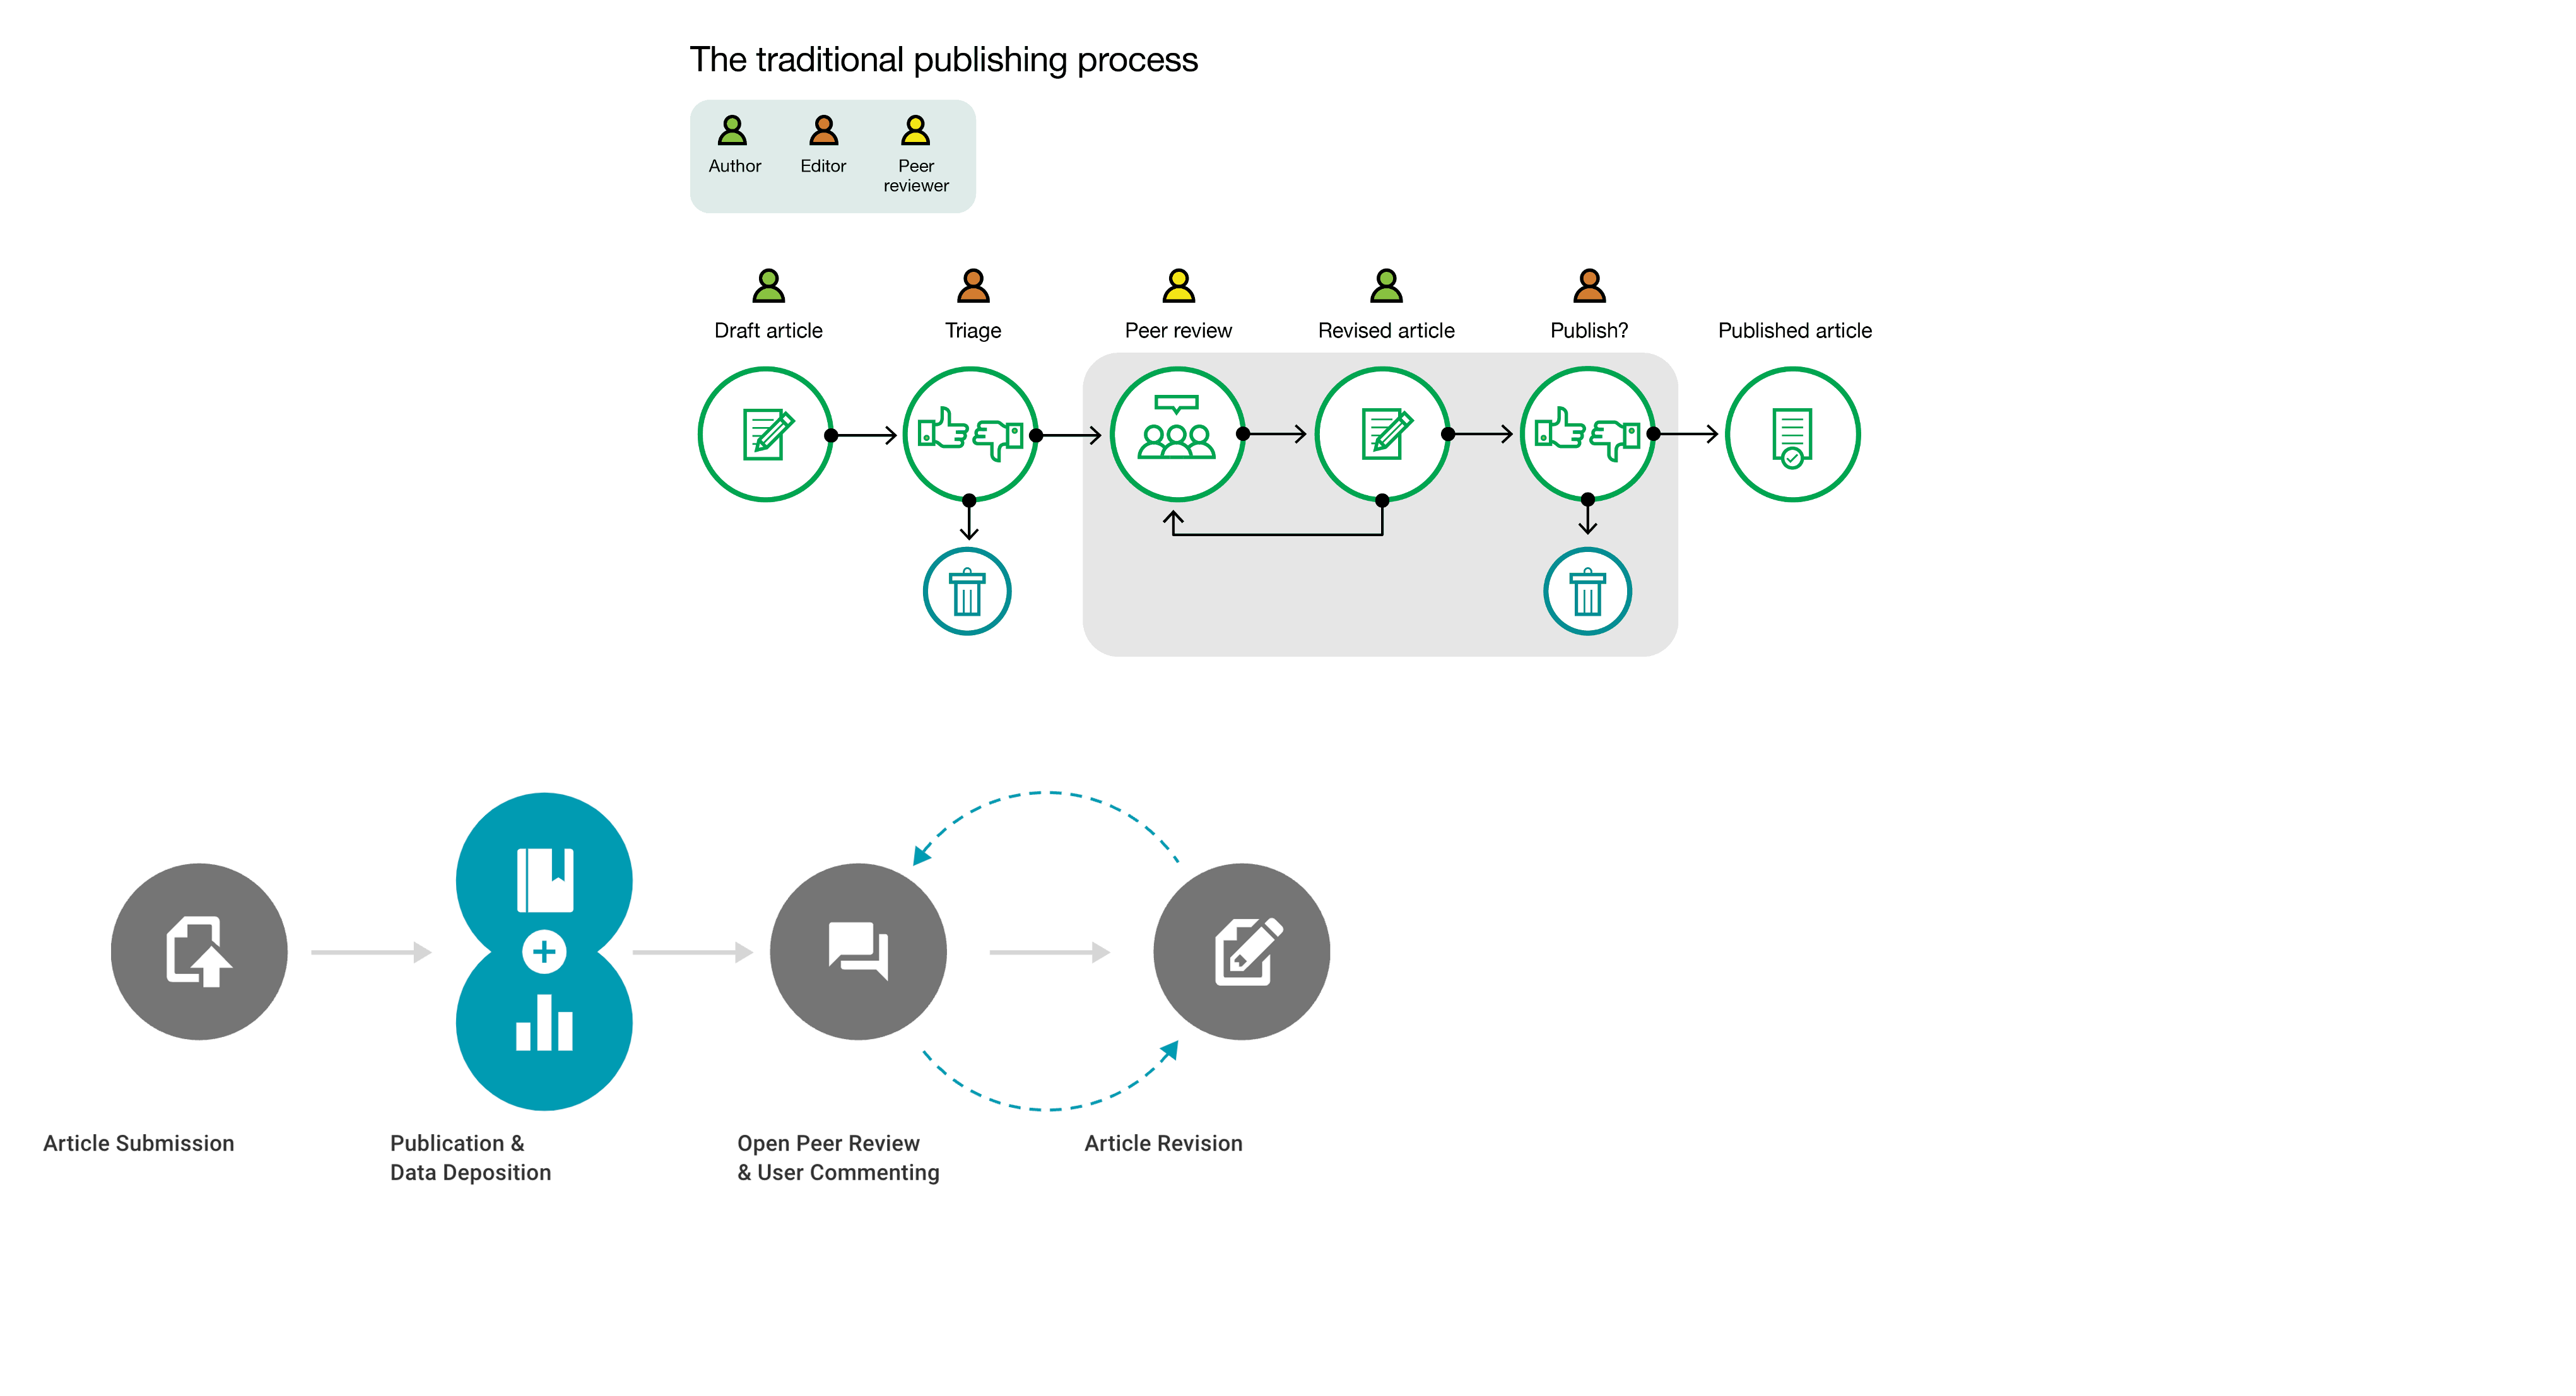 The traditional publishing process
Author
Editor
Peer
reviewer
Draft article
Triage
Peer review
Revised article
Publish?
Published article
Article Submission
Publication &
Data Deposition
Open Peer Review
& User Commenting
Article Revision